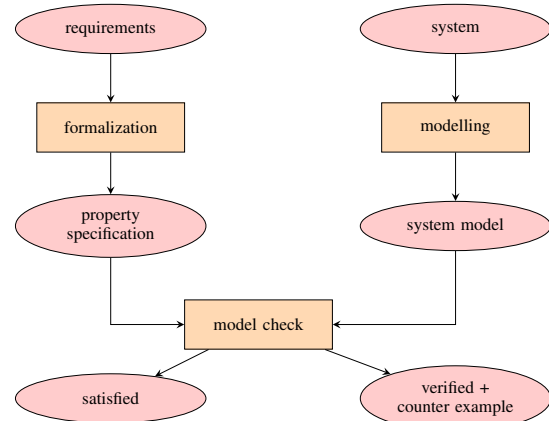 requirements
system
formalization
modelling
property
specification
system model
model check
satisfied
verified +
counter example